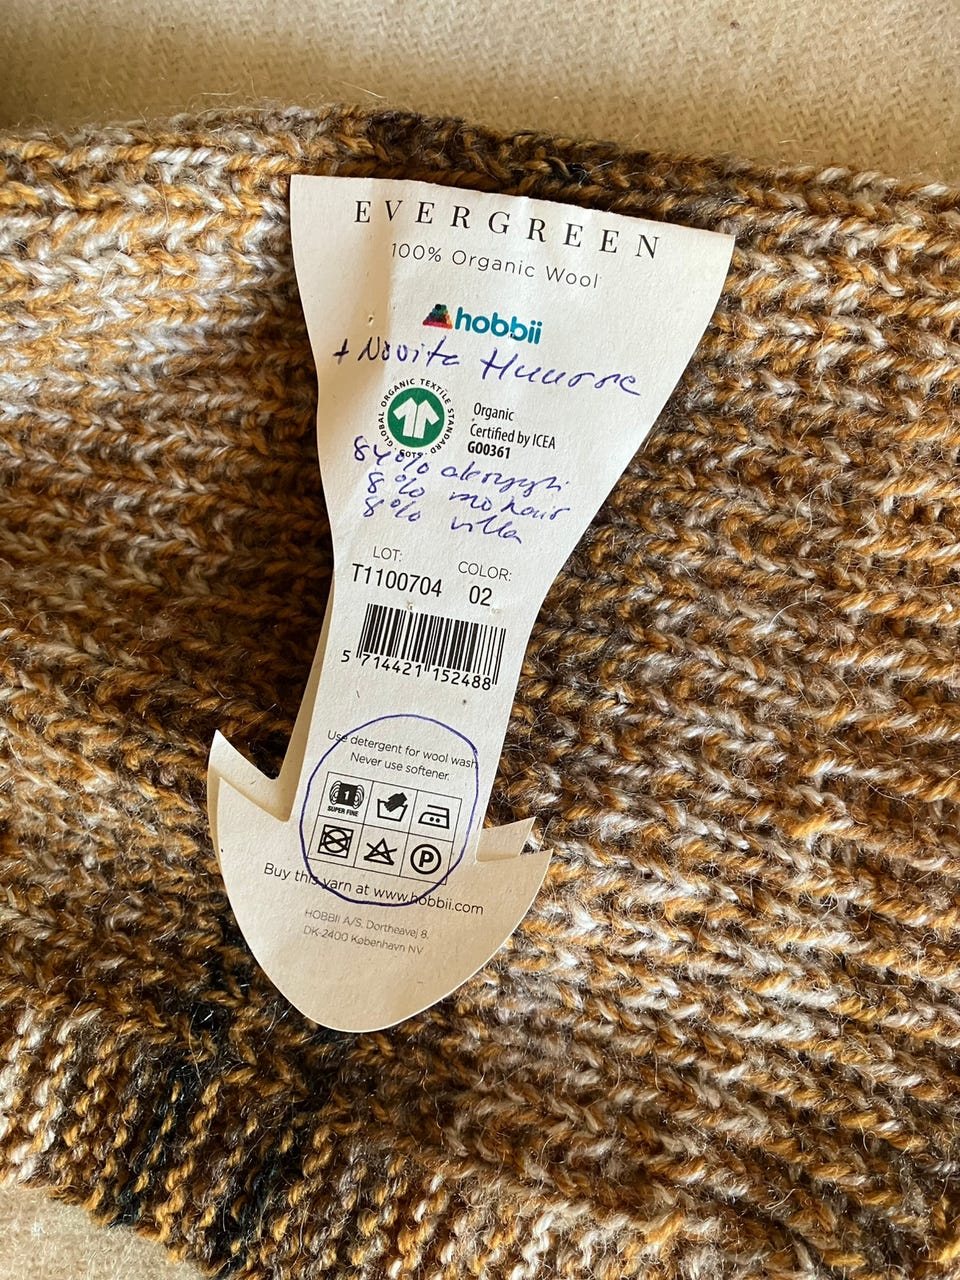 EVERGREEN
100% Organic Wool
hobbii
+ Novita Huurre
GLOBAL ORGANIC TEXTILE STANDARD · GOTS ·
Organic
Certified by ICEA
G00361
84% akryyli
8% mohair
8% villa
LOT: COLOR:
T1100704 02
5 714421 152488
Use detergent for wool wash
Never use softener.
1
SUPER FINE
P
Buy this yarn at www.hobbii.com
HOBBII A/S, Dortheavej 8,
DK-2400 København NV